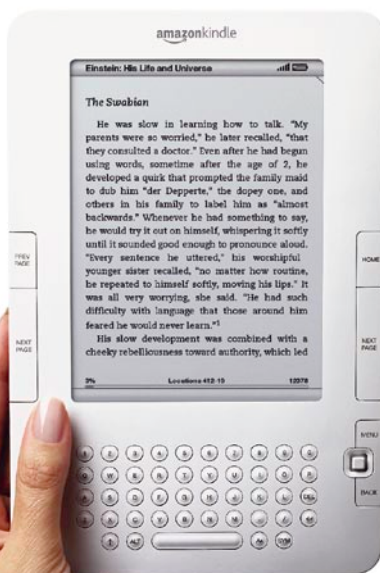 amazonkindle
Einstein: His Life and Universe
The Swabian
He was slow in learning how to talk. "My
parents were so worried," he later recalled, "that
they consulted a doctor." Even after he had begun
using words, sometime after the age of 2, he
developed a quirk that prompted the family maid
to dub him "der Depperte," the dopey one, and
others in his family to label him as "almost
backwards." Whenever he had something to say,
he would try it out on himself, whispering it softly
until it sounded good enough to pronounce aloud.
"Every sentence he uttered," his worshipful
younger sister recalled, "no matter how routine,
he repeated to himself softly, moving his lips." It
was all very worrying, she said. "He had such
difficulty with language that those around him
feared he would never learn."¹
His slow development was combined with a
cheeky rebelliousness toward authority, which led
3% Locations 412-19 12378
PREV PAGE
NEXT PAGE
HOME
NEXT PAGE
MENU
BACK
DEL
ALT
SYM